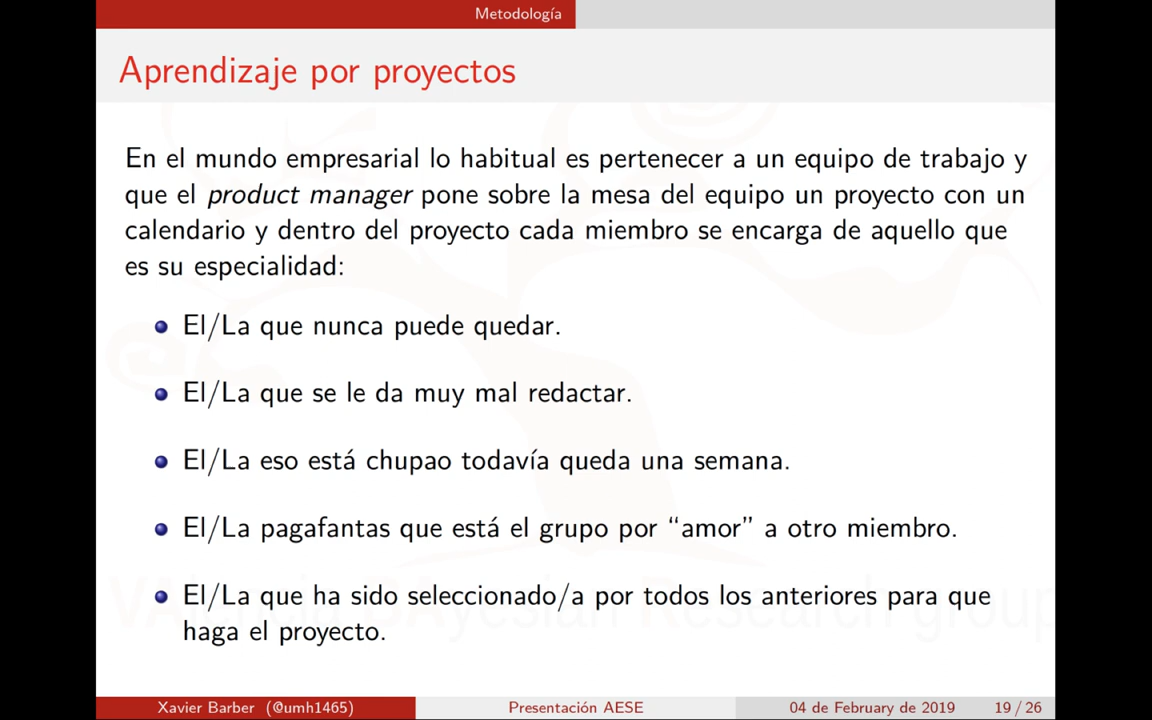 Metodología
Aprendizaje por proyectos
En el mundo empresarial lo habitual es pertenecer a un equipo de trabajo y
que el product manager pone sobre la mesa del equipo un proyecto con un
calendario y dentro del proyecto cada miembro se encarga de aquello que
es su especialidad:
El/La que nunca puede quedar.
El/La que se le da muy mal redactar.
El/La eso está chupao todavía queda una semana.
El/La pagafantas que está el grupo por “amor” a otro miembro.
El/La que ha sido seleccionado/a por todos los anteriores para que
haga el proyecto.
VAlencia BAyesian Research group
Xavier Barber (@umh1465) Presentación AESE 04 de February de 2019 19 / 26